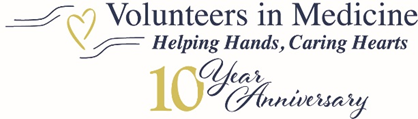 Volunteers in Medicine
Helping Hands, Caring Hearts
10 Year
Anniversary